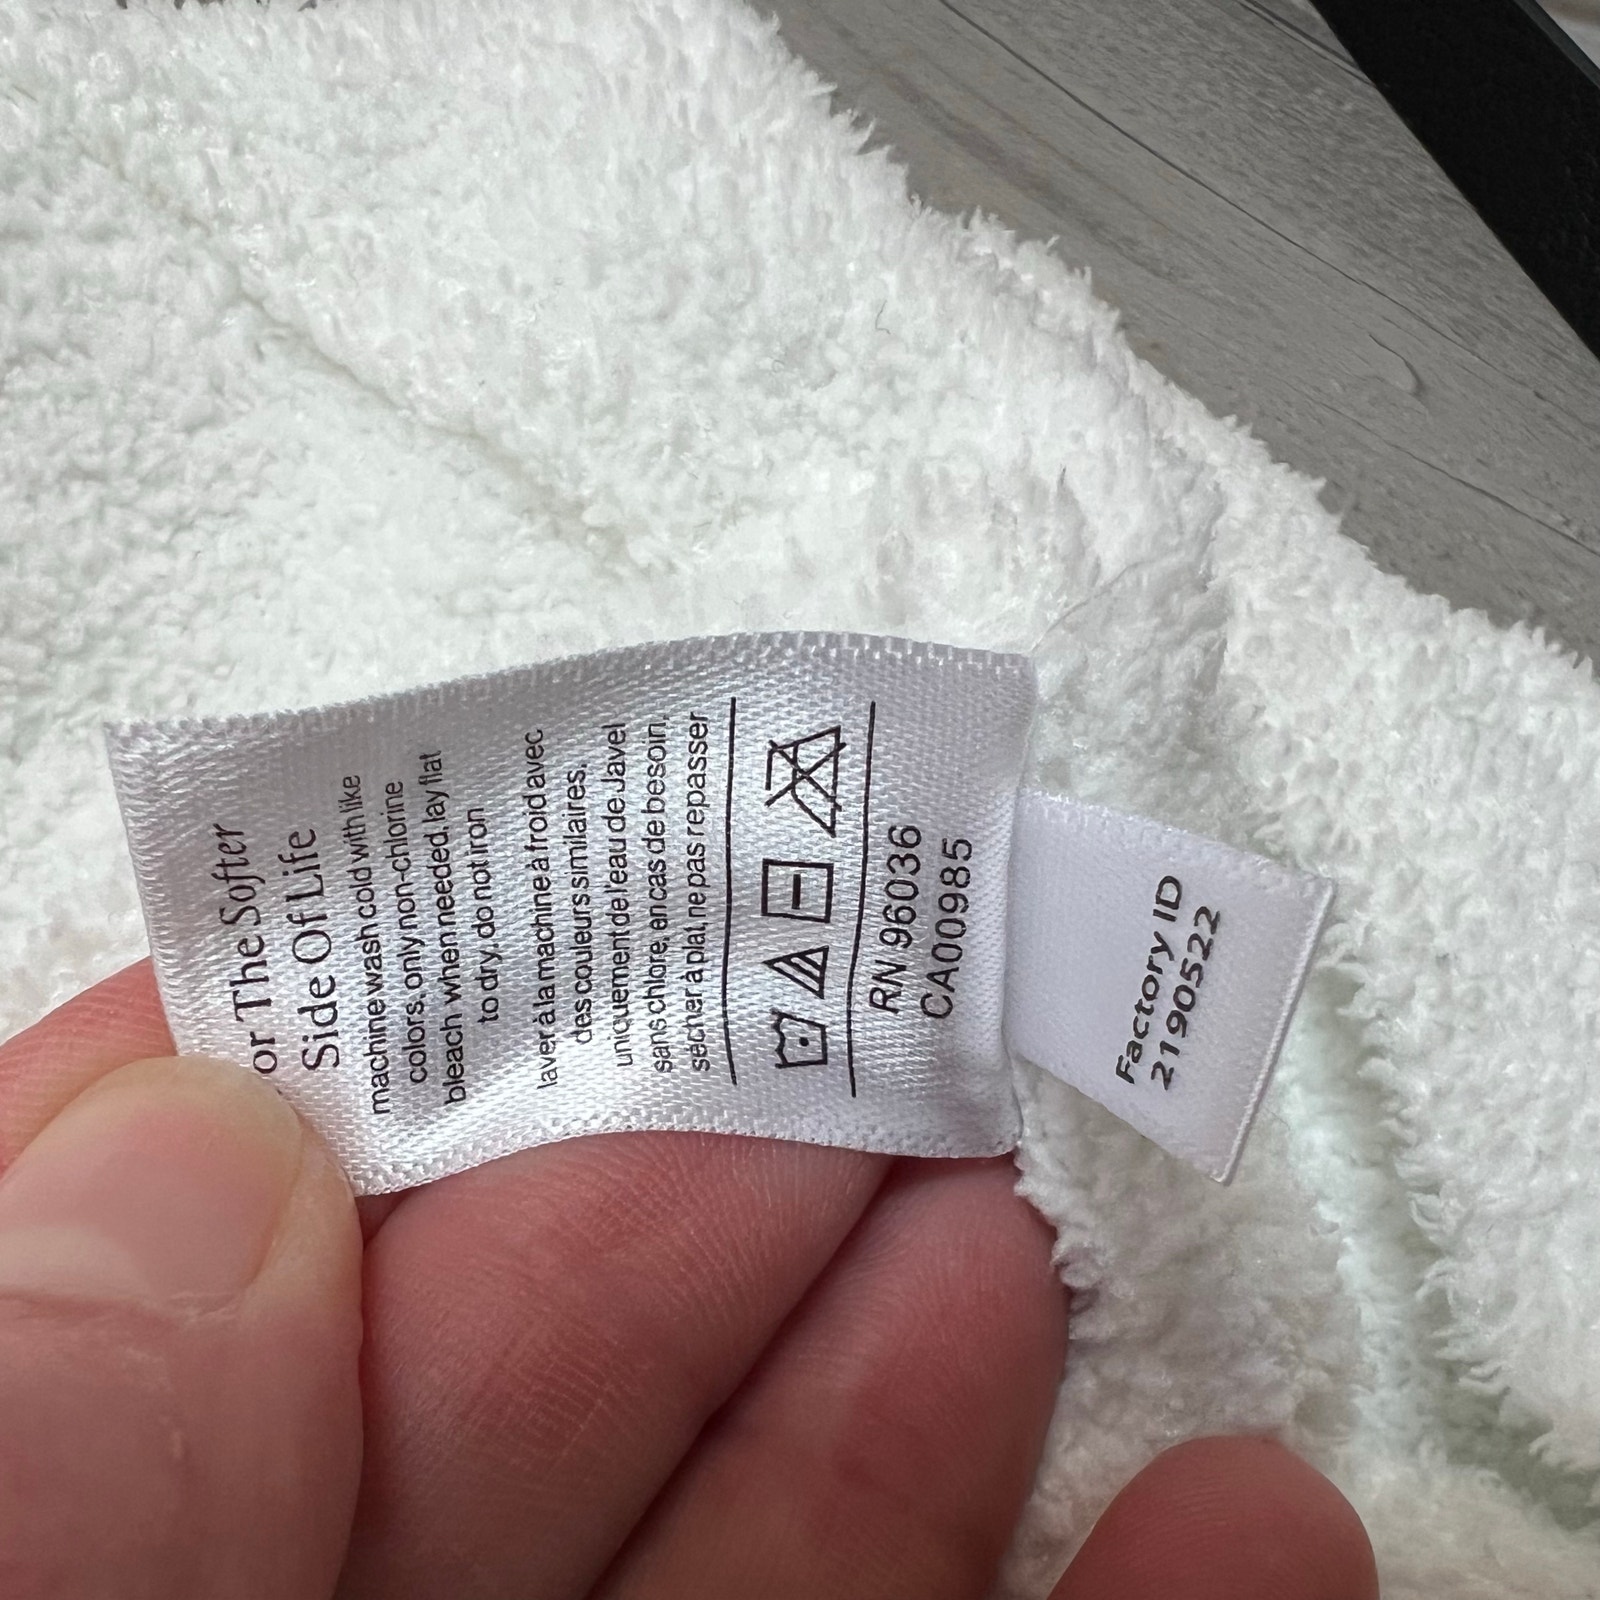 or The Softer
Side Of Life
machine wash cold with like
colors. only non-chlorine
bleach when needed. lay flat
to dry. do not iron
laver à la machine à froid avec
des couleurs similaires.
uniquement de l'eau de Javel
sans chlore, en cas de besoin,
sécher à plat, ne pas repasser
RN 96036
CA00985
Factory ID
2190522